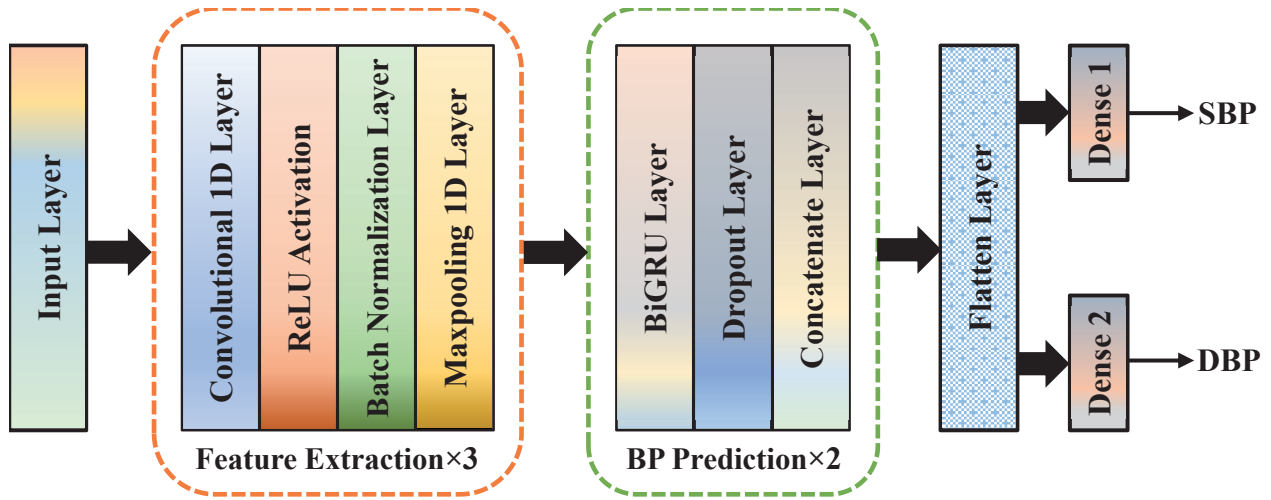 Input Layer
Convolutional 1D Layer
ReLU Activation
Batch Normalization Layer
Maxpooling 1D Layer
Feature Extraction×3
BiGRU Layer
Dropout Layer
Concatenate Layer
BP Prediction×2
Flatten Layer
Dense 1
SBP
Dense 2
DBP